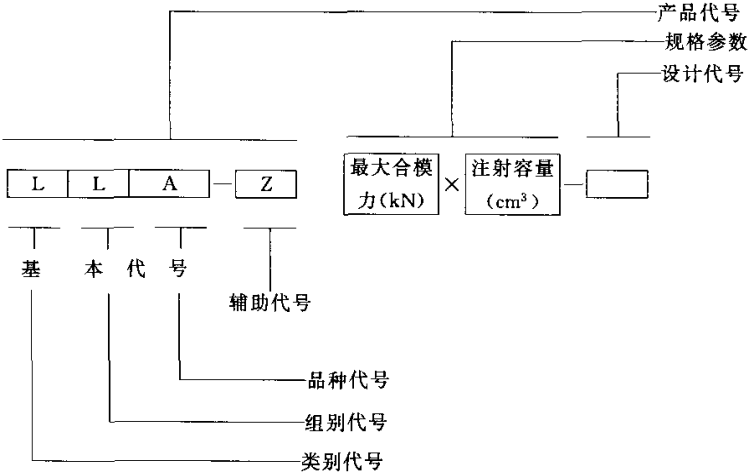 产品代号
规格参数
设计代号
L L A － Z 最大合模力(kN) × 注射容量(cm³) －
基 本 代 号
辅助代号
品种代号
组别代号
类别代号